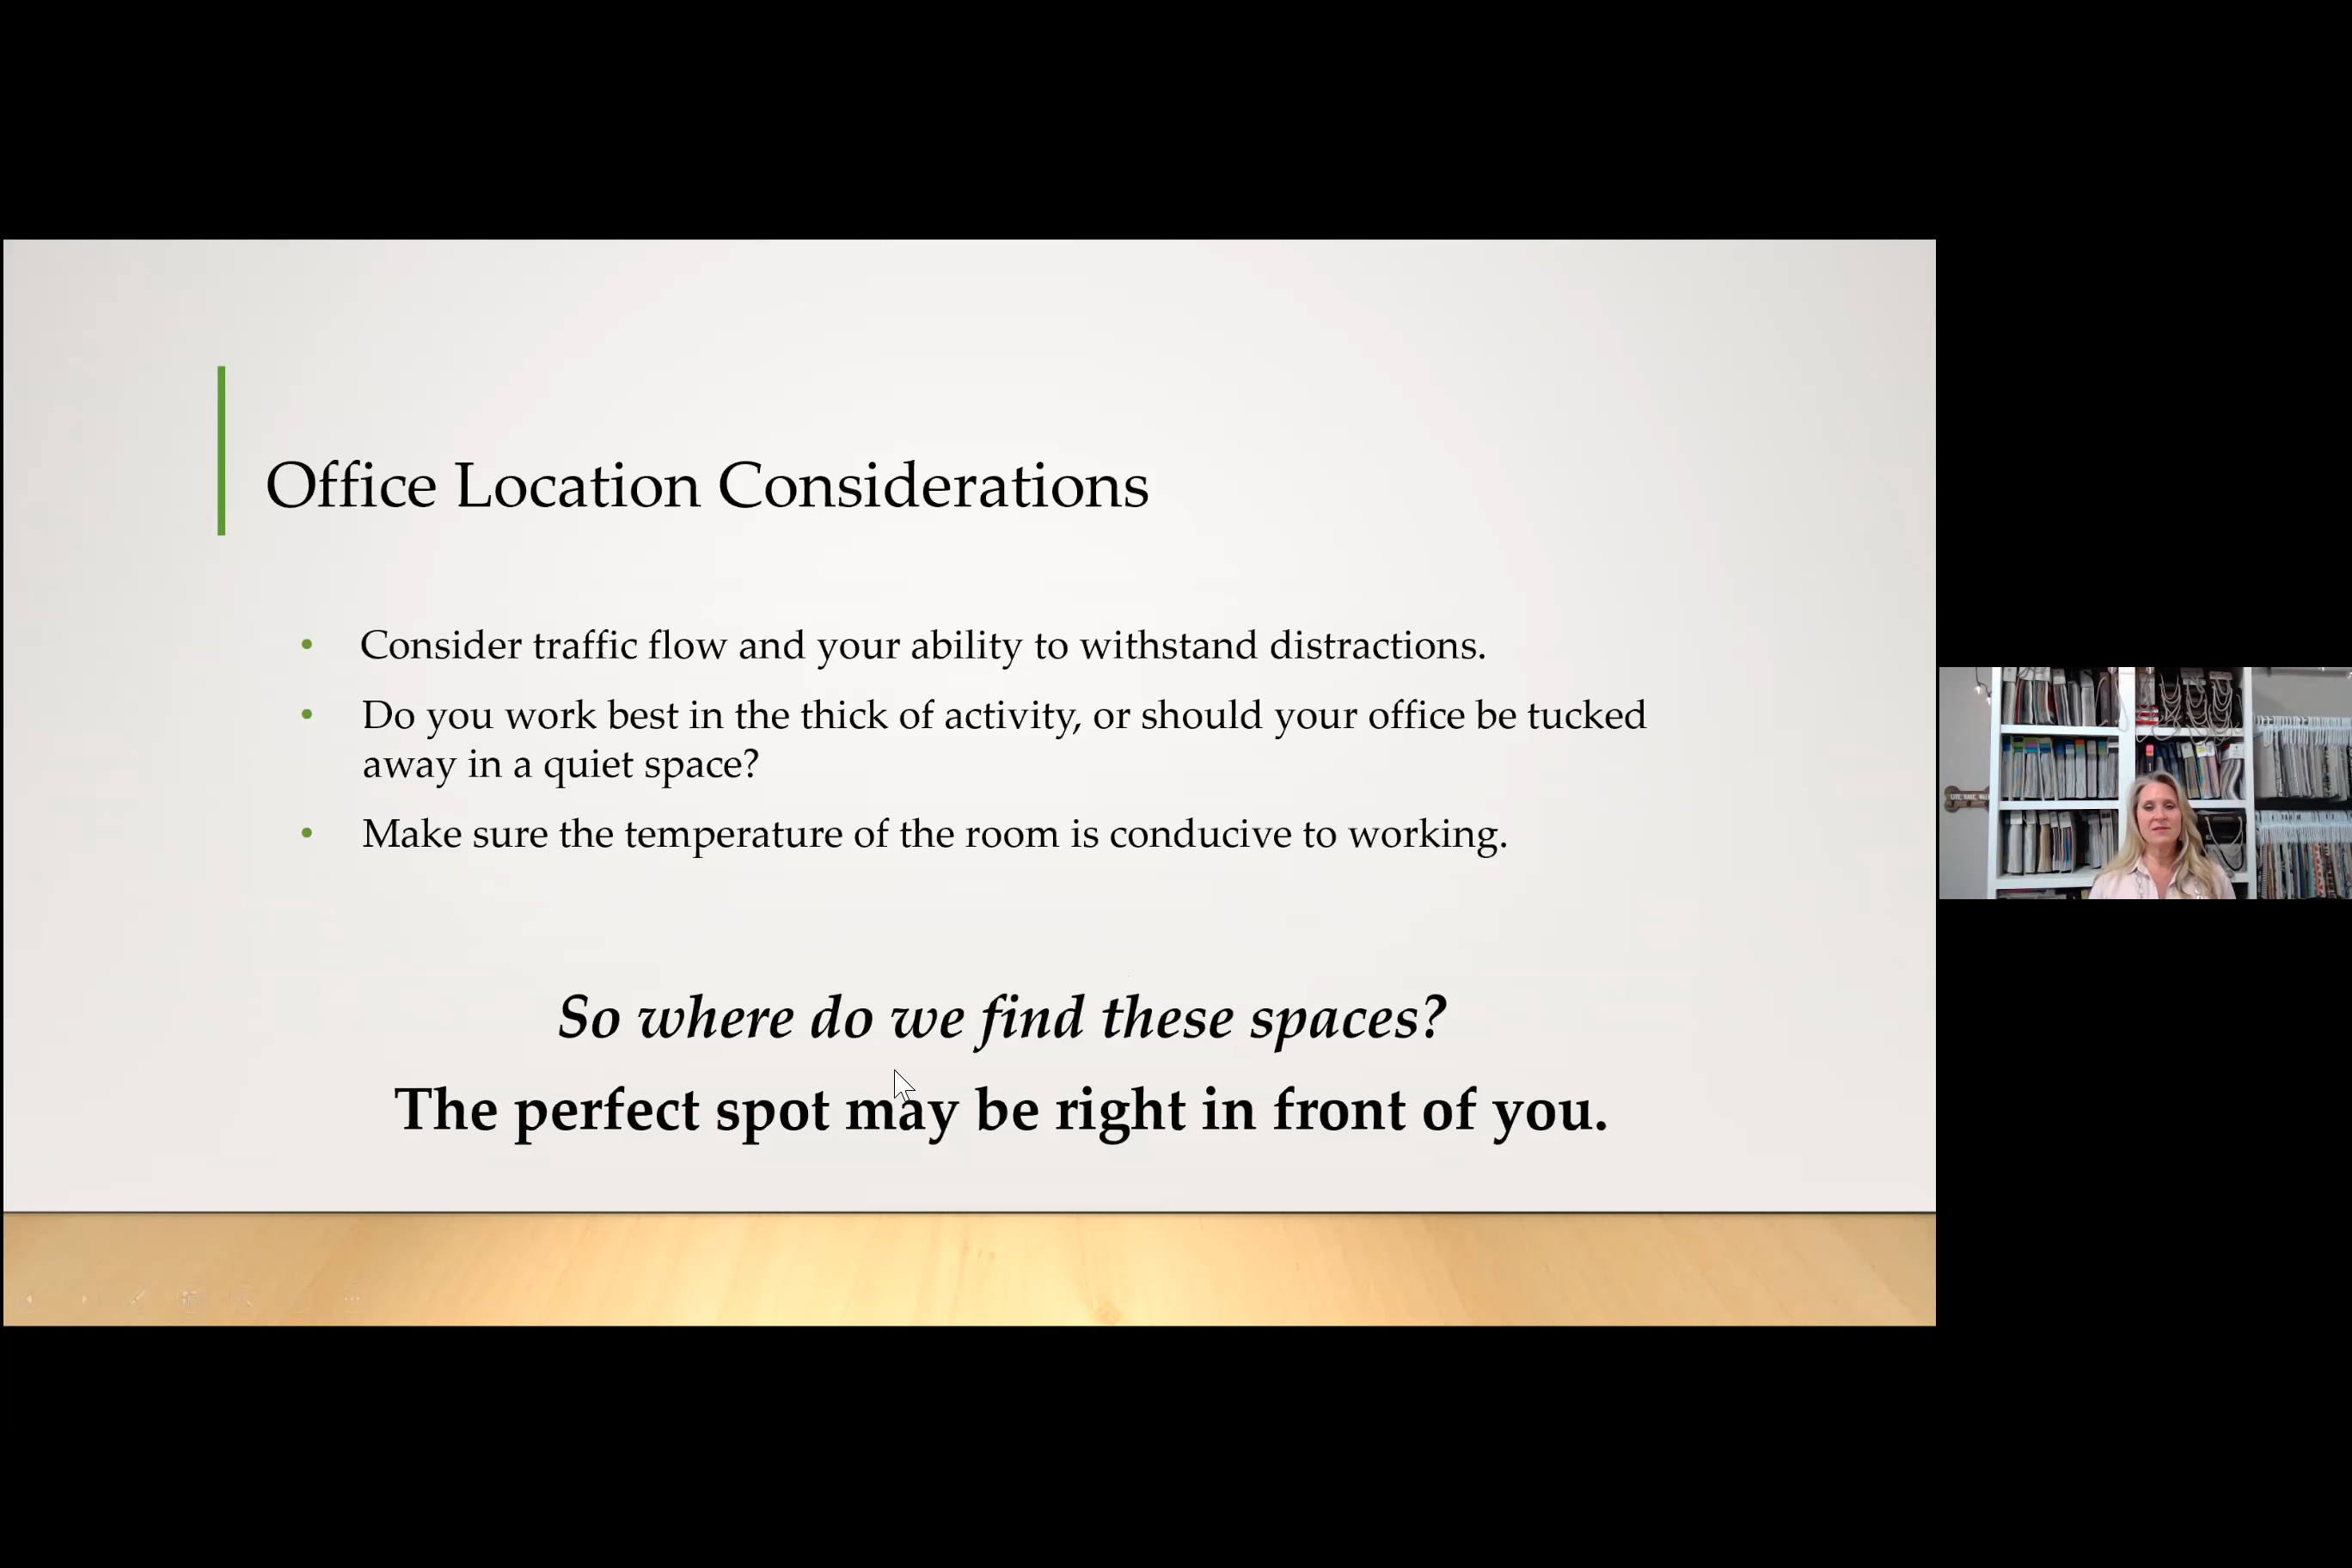 Office Location Considerations
• Consider traffic flow and your ability to withstand distractions.
• Do you work best in the thick of activity, or should your office be tucked
away in a quiet space?
• Make sure the temperature of the room is conducive to working.
So where do we find these spaces?
The perfect spot may be right in front of you.